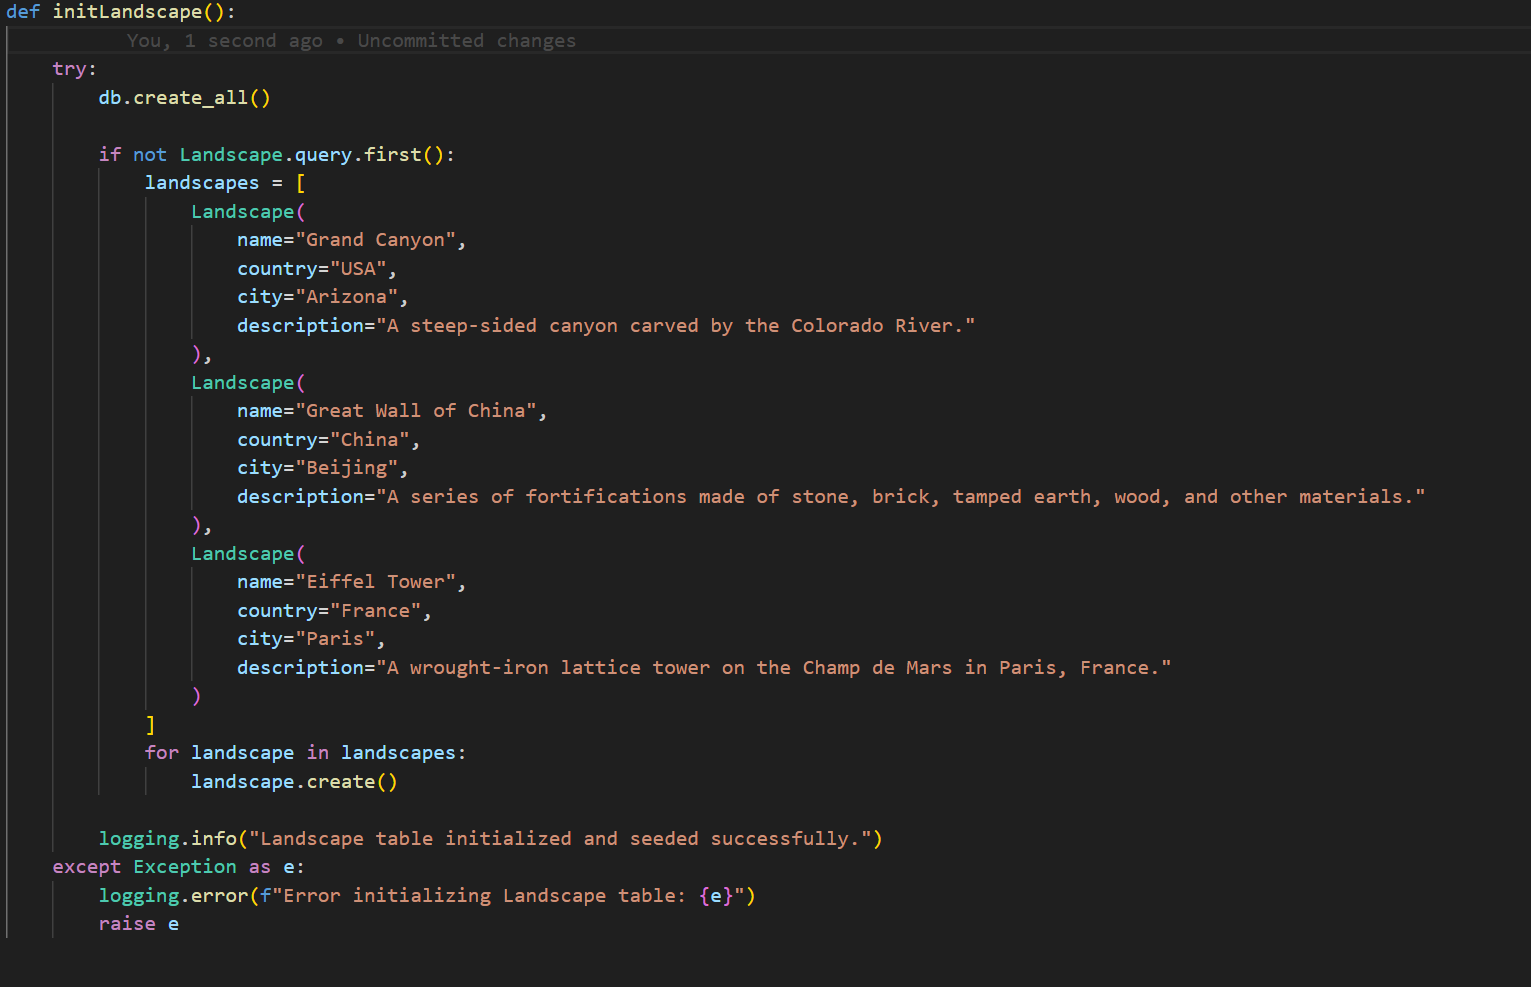 def initLandscape():
You, 1 second ago • Uncommitted changes
    try:
        db.create_all()

        if not Landscape.query.first():
            landscapes = [
                Landscape(
                    name="Grand Canyon",
                    country="USA",
                    city="Arizona",
                    description="A steep-sided canyon carved by the Colorado River."
                ),
                Landscape(
                    name="Great Wall of China",
                    country="China",
                    city="Beijing",
                    description="A series of fortifications made of stone, brick, tamped earth, wood, and other materials."
                ),
                Landscape(
                    name="Eiffel Tower",
                    country="France",
                    city="Paris",
                    description="A wrought-iron lattice tower on the Champ de Mars in Paris, France."
                )
            ]
            for landscape in landscapes:
                landscape.create()

        logging.info("Landscape table initialized and seeded successfully.")
    except Exception as e:
        logging.error(f"Error initializing Landscape table: {e}")
        raise e